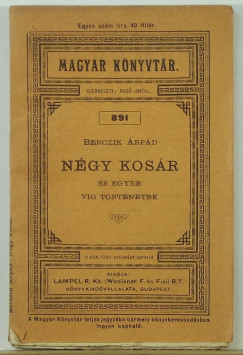 Egyes szám ára 40 fillér.
MAGYAR KÖNYVTÁR.
SZERKESZTI: RADÓ ANTAL.
891
BERCZIK ÁRPÁD
NÉGY KOSÁR
ÉS EGYÉB
VIG TÖRTÉNETEK
KIADJA:
LAMPEL R. Kk. (Wodianer F. és Fiai) R.T.
KÖNYVKIADÓVÁLLALATA, BUDAPEST.
A Magyar Könyvtár teljes jegyzéke bármely könyvkereskedésben
ingyen kapható.